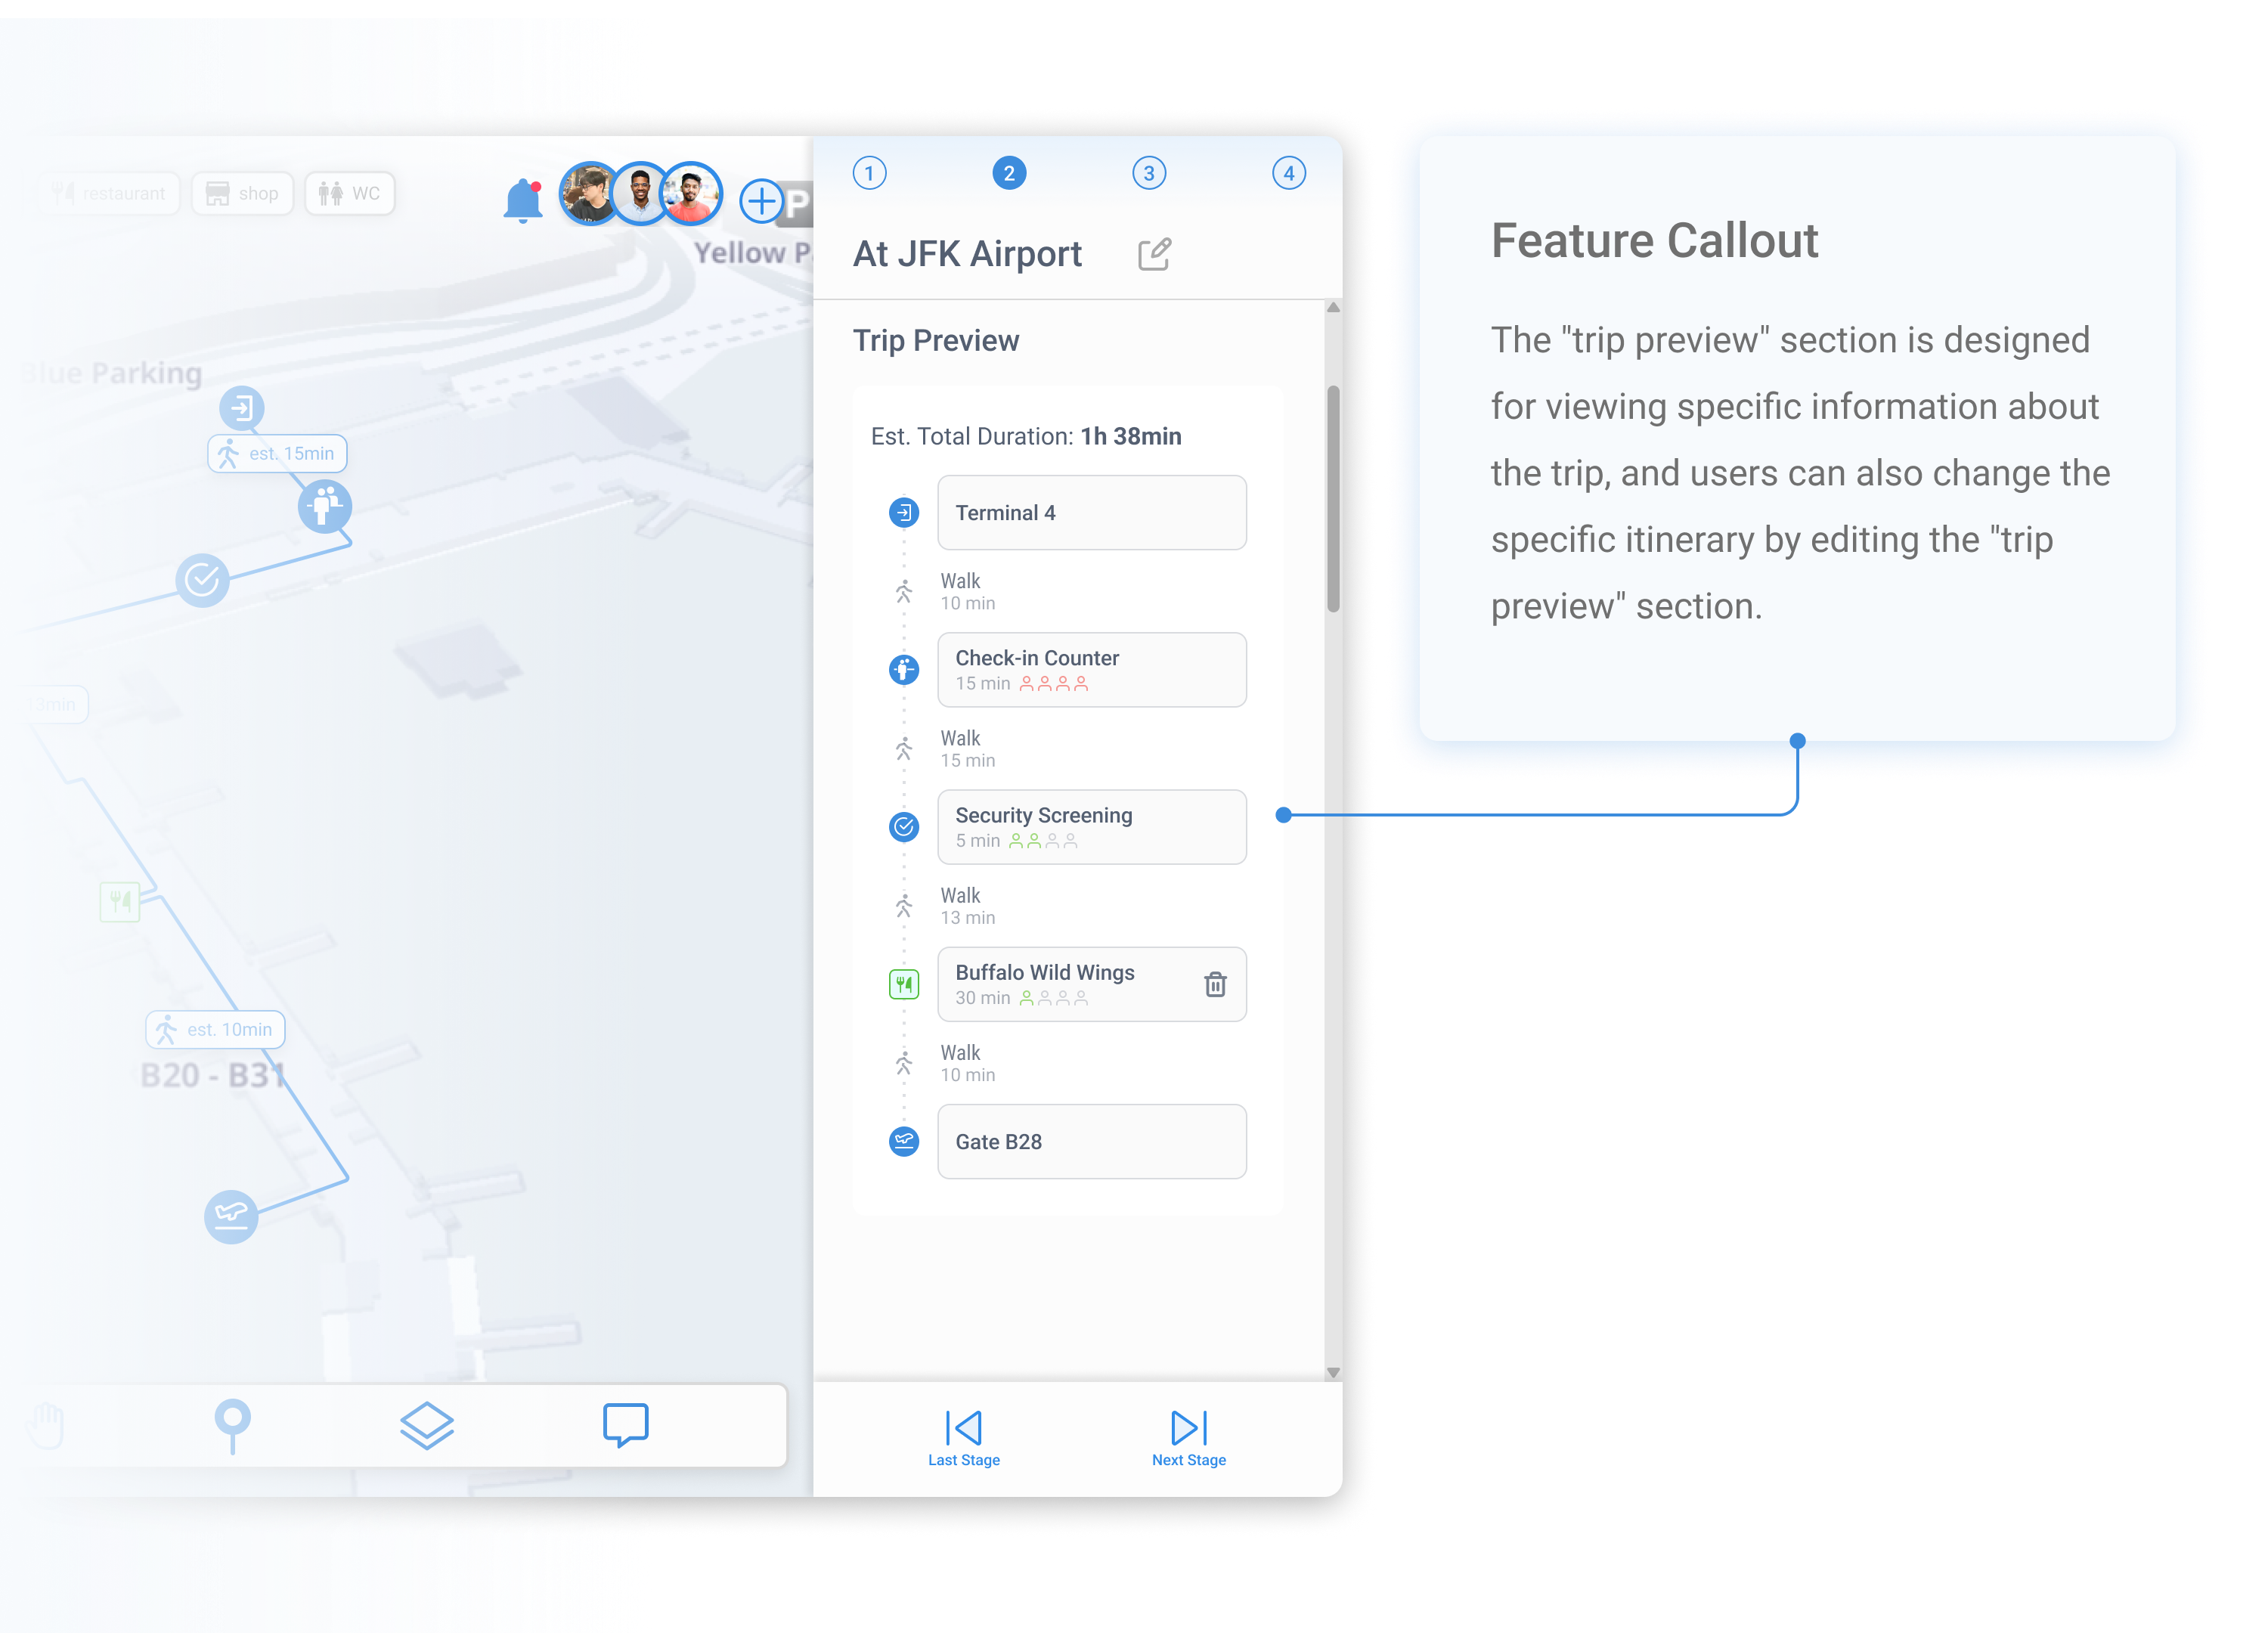 restaurant
shop
WC
P
Yellow P
Blue Parking
est. 15min
18min
est. 10min
B20 - B31
1
2
3
4
At JFK Airport
Trip Preview
Est. Total Duration: 1h 38min
Terminal 4
Walk
10 min
Check-in Counter
15 min
Walk
15 min
Security Screening
5 min
Walk
13 min
Buffalo Wild Wings
30 min
Walk
10 min
Gate B28
Last Stage
Next Stage
Feature Callout
The "trip preview" section is designed
for viewing specific information about
the trip, and users can also change the
specific itinerary by editing the "trip
preview" section.